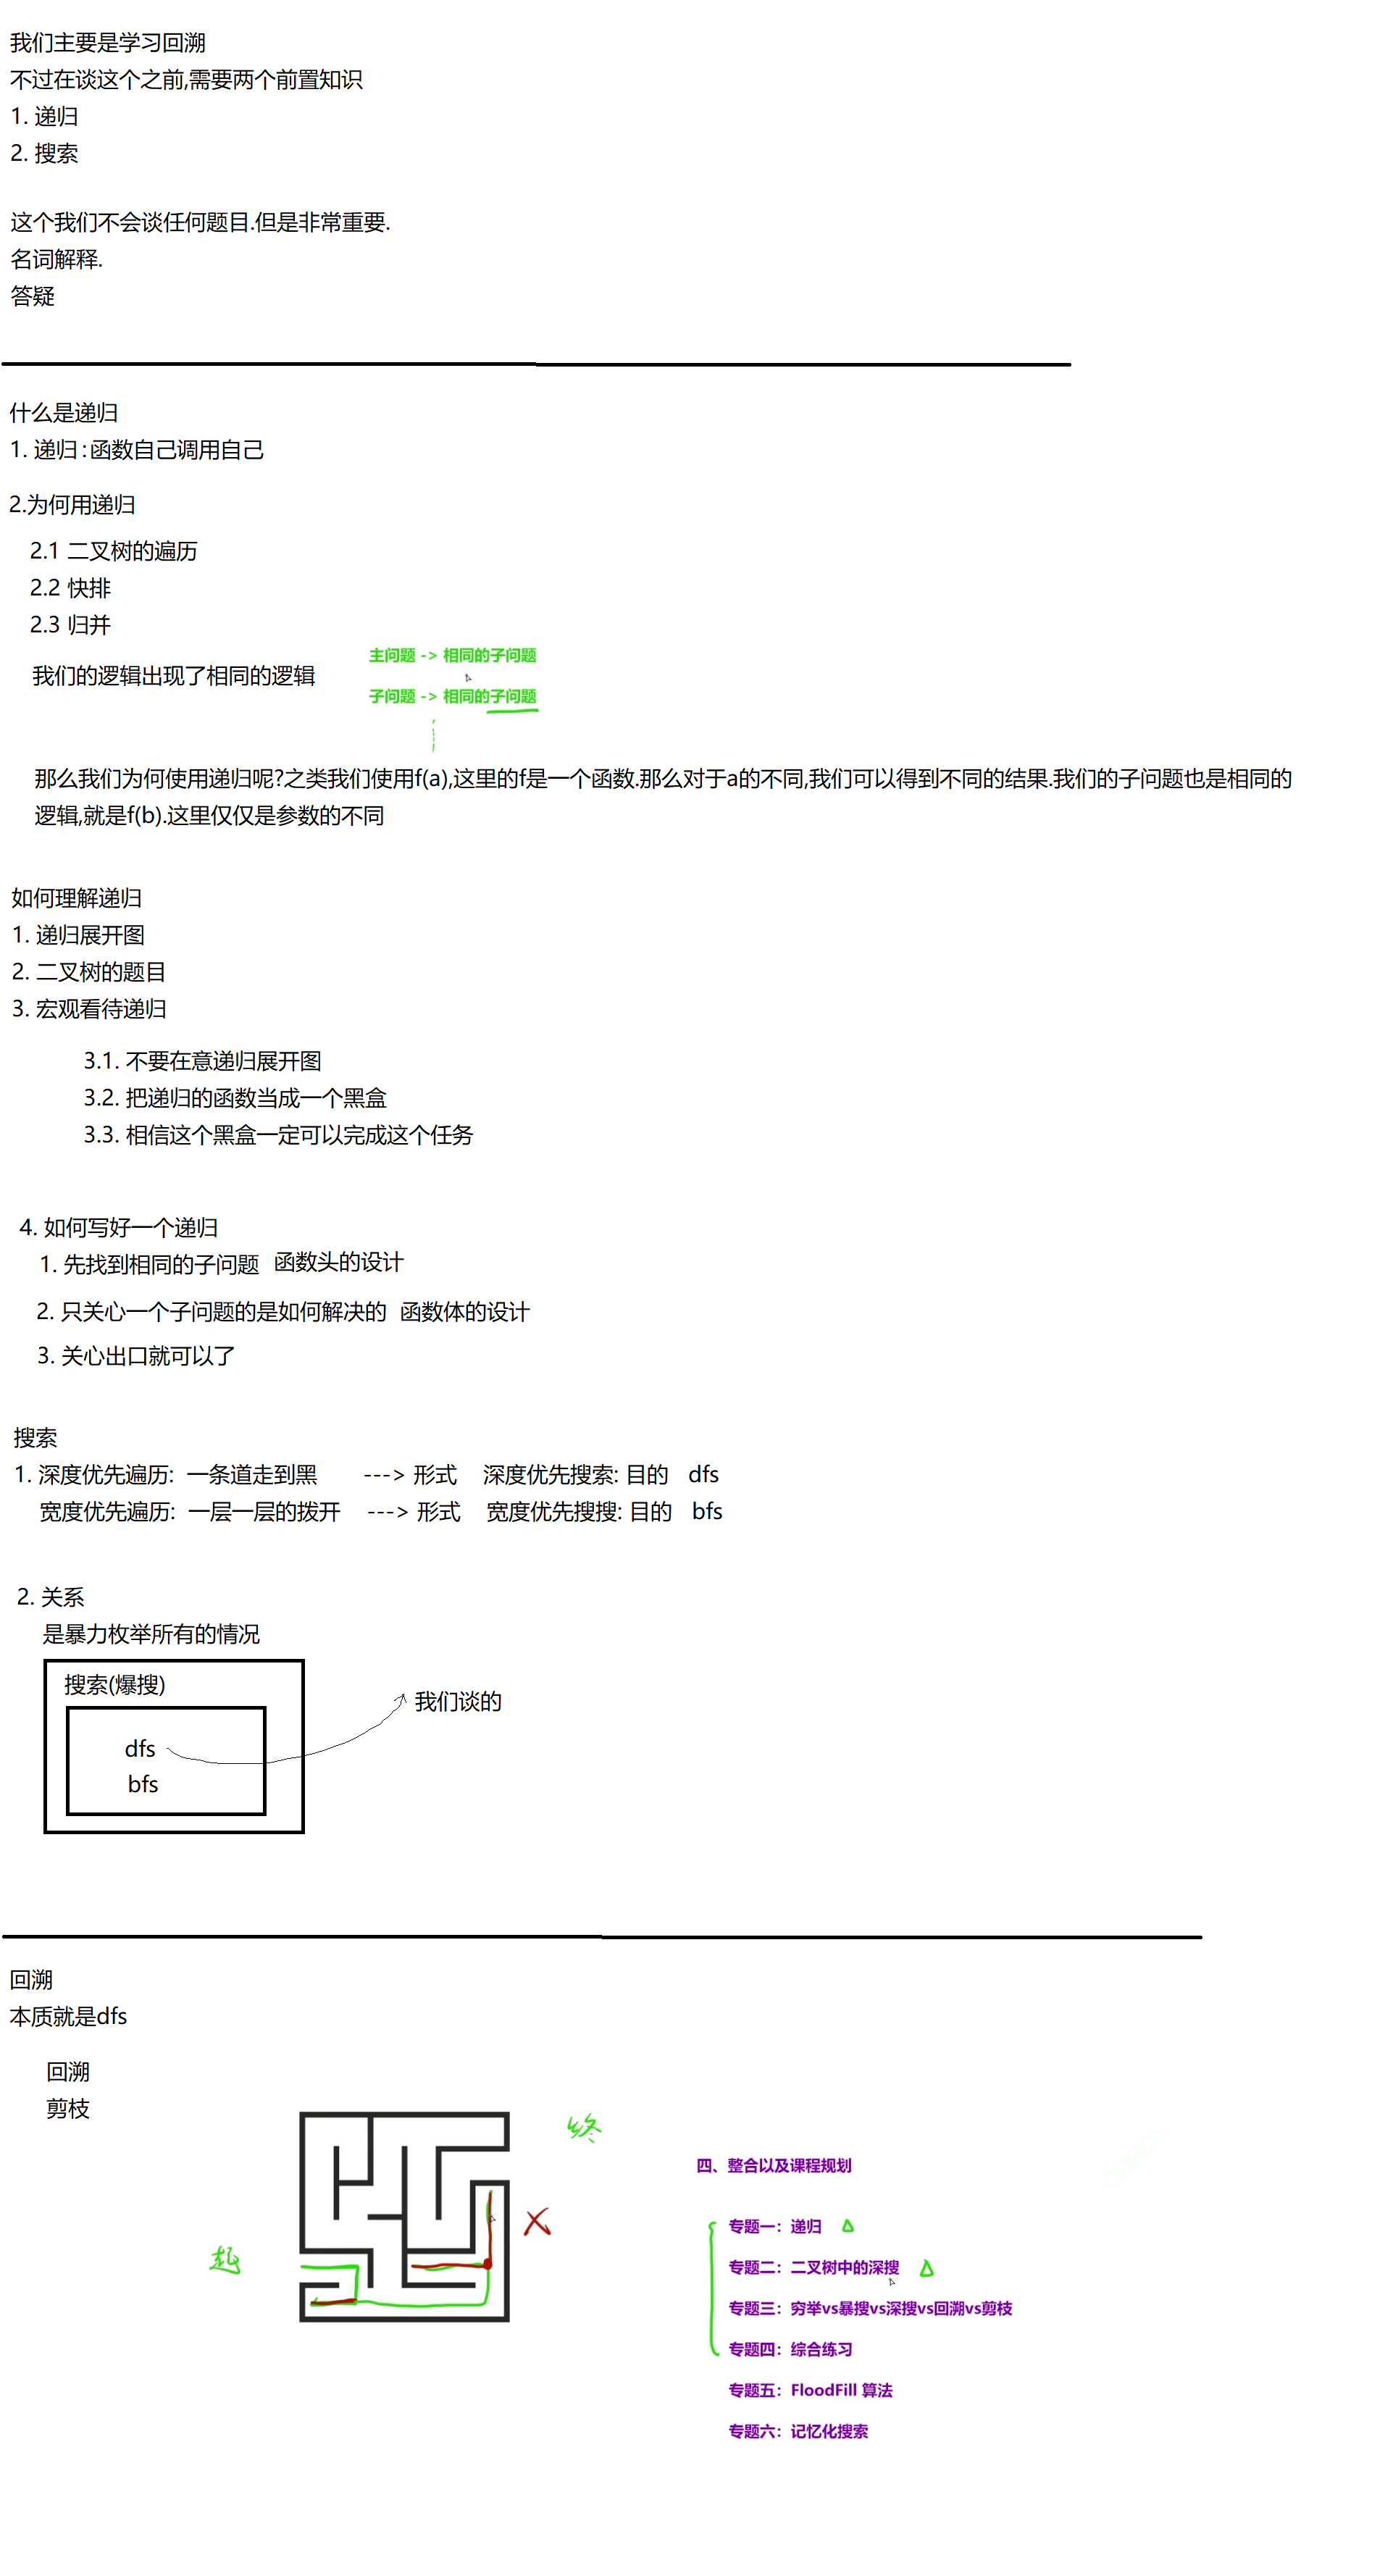 我们主要是学习回溯
不过在谈这个之前,需要两个前置知识
1. 递归
2. 搜索
这个我们不会谈任何题目.但是非常重要.
名词解释.
答疑
什么是递归
1. 递归 : 函数自己调用自己
2.为何用递归
2.1 二叉树的遍历
2.2 快排
2.3 归并
我们的逻辑出现了相同的逻辑
主问题 -> 相同的子问题
子问题 -> 相同的子问题
那么我们为何使用递归呢?之类我们使用f(a),这里的f是一个函数.那么对于a的不同,我们可以得到不同的结果.我们的子问题也是相同的
逻辑,就是f(b).这里仅仅是参数的不同
如何理解递归
1. 递归展开图
2. 二叉树的题目
3. 宏观看待递归
3.1. 不要在意递归展开图
3.2. 把递归的函数当成一个黑盒
3.3. 相信这个黑盒一定可以完成这个任务
4. 如何写好一个递归
1. 先找到相同的子问题 函数头的设计
2. 只关心一个子问题的是如何解决的 函数体的设计
3. 关心出口就可以了
搜索
1. 深度优先遍历: 一条道走到黑 ---> 形式 深度优先搜索: 目的 dfs
宽度优先遍历: 一层一层的拨开 ---> 形式 宽度优先搜搜: 目的 bfs
2. 关系
是暴力枚举所有的情况
搜索(爆搜)
我们谈的
dfs
bfs
回溯
本质就是dfs
回溯
剪枝
终
起
四、整合以及课程规划
专题一：递归
专题二：二叉树中的深搜
专题三：穷举vs暴搜vs深搜vs回溯vs剪枝
专题四：综合练习
专题五：FloodFill 算法
专题六：记忆化搜索